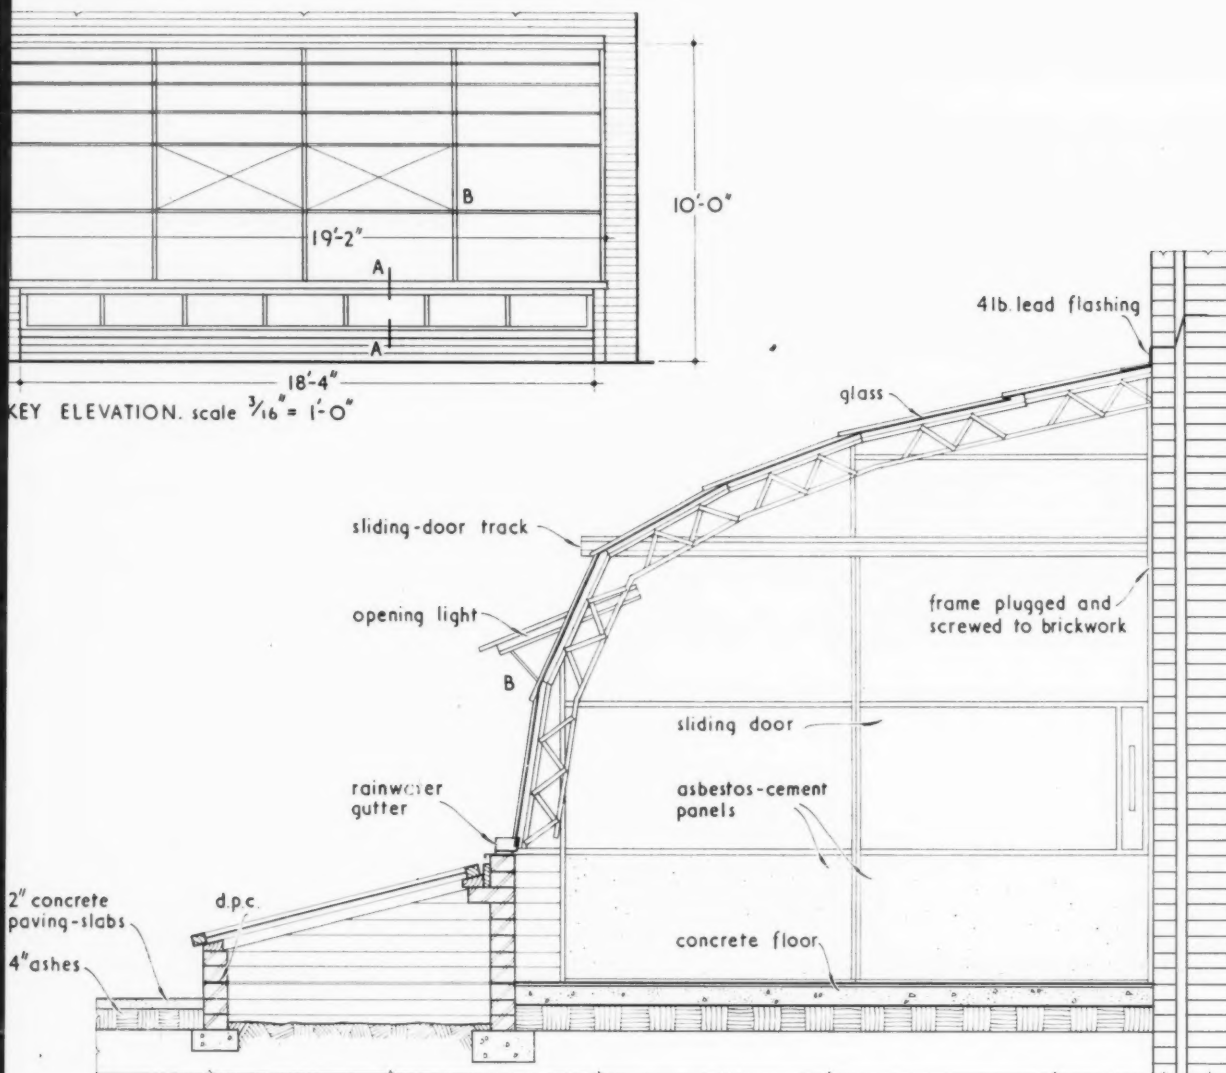 10'-0"
B
19'-2"
A
A
18'-4"
KEY ELEVATION. scale 3/16" = 1'-0"
4lb. lead flashing
glass
sliding-door track
opening light
frame plugged and
screwed to brickwork
B
sliding door
rainwater
gutter
asbestos-cement
panels
2" concrete
paving-slabs
d.p.c.
4" ashes
concrete floor